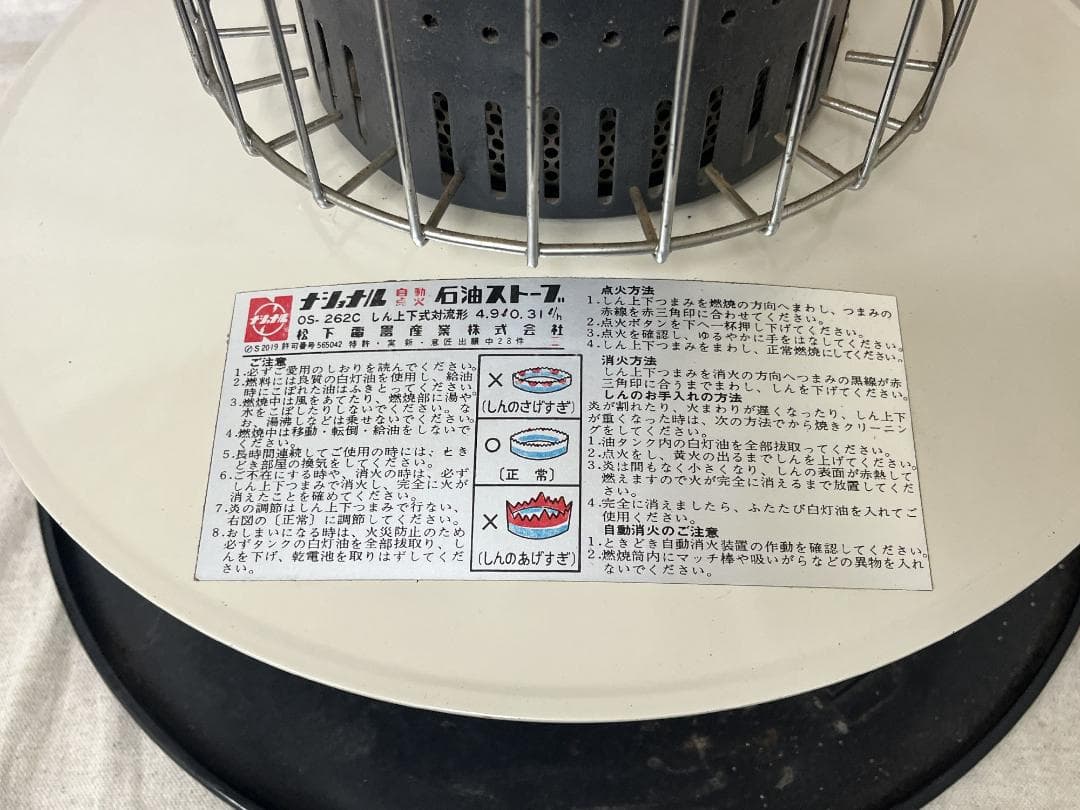 ナショナル
ナショナル 自動点火 石油ストーブ
OS-262C しん上下式対流形 4.9ℓ 0.31ℓ/h
松下電器産業株式会社
S2019 許可番号565042 特許・実新・意匠出願中28件
ご注意
1.必ずご愛用のしおりを読んでください。
2.燃料には良質の白灯油を使用し、給油
時にこぼれた油はふきとってください。
3.燃焼中は風をあてたり、燃焼部に湯や
水をこぼしたりしないでください。な
お、湯沸しなどは乗せないでください。
4.燃焼中は移動・転倒・給油をしないで
ください。
5.長時間連続してご使用の時には、とき
どき部屋の換気をしてください。
6.ご不在にする時や、消火の時は、必ず
しん上下つまみで消火し、完全に火が
消えたことを確めてください。
7.炎の調節はしん上下つまみで行ない、
右図の〔正常〕に調節してください。
8.おしまいになる時は、火災防止のため
必ずタンクの白灯油を全部抜取り、し
んを下げ、乾電池を取りはずしてくだ
さい。
×
(しんのさげすぎ)
○
〔正常〕
×
(しんのあげすぎ)
点火方法
1.しん上下つまみを燃焼の方向へまわし、つまみの
赤線を赤三角印に合わせてください。
2.点火ボタンを下へ一杯押し下げてください。
3.点火を確認し、ゆるやかに手をはなしてください。
4.しん上下つまみをまわし、正常燃焼にしてください。
消火方法
しん上下つまみを消火の方向へつまみの黒線が赤
三角印に合うまでまわし、しんを下げてください。
しんのお手入れの方法
炎が割れたり、火まわりが遅くなったり、しん上下
が重くなった時は、次の方法でから焼きクリーニン
グをしてください。
1.油タンク内の白灯油を全部抜取ってください。
2.点火をし、黄火の出るまでしんを上げてください。
3.炎は間もなく小さくなり、しんの表面が赤熱して
燃えますので火が完全に消えるまで放置してくだ
さい。
4.完全に消えましたら、ふたたび白灯油を入れてご
使用ください。
自動消火のご注意
1.ときどき自動消火装置の作動を確認してください。
2.燃焼筒内にマッチ棒や吸いがらなどの異物を入れ
ないでください。